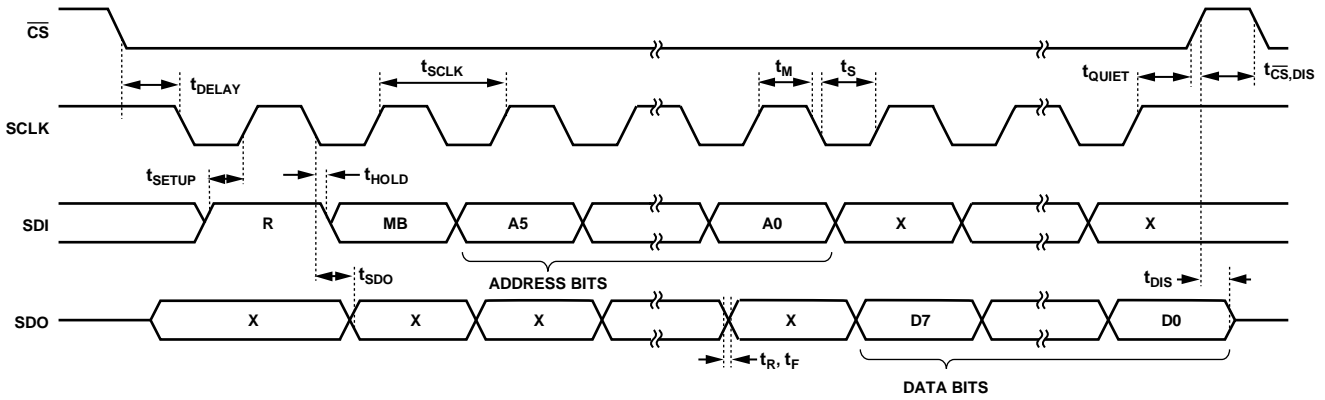 CS
tDELAY
tSCLK
tM
tS
tQUIET
tCS,DIS
SCLK
tSETUP
tHOLD
SDI
R
MB
A5
A0
X
X
ADDRESS BITS
tSDO
tDIS
SDO
X
X
X
X
D7
D0
tR, tF
DATA BITS